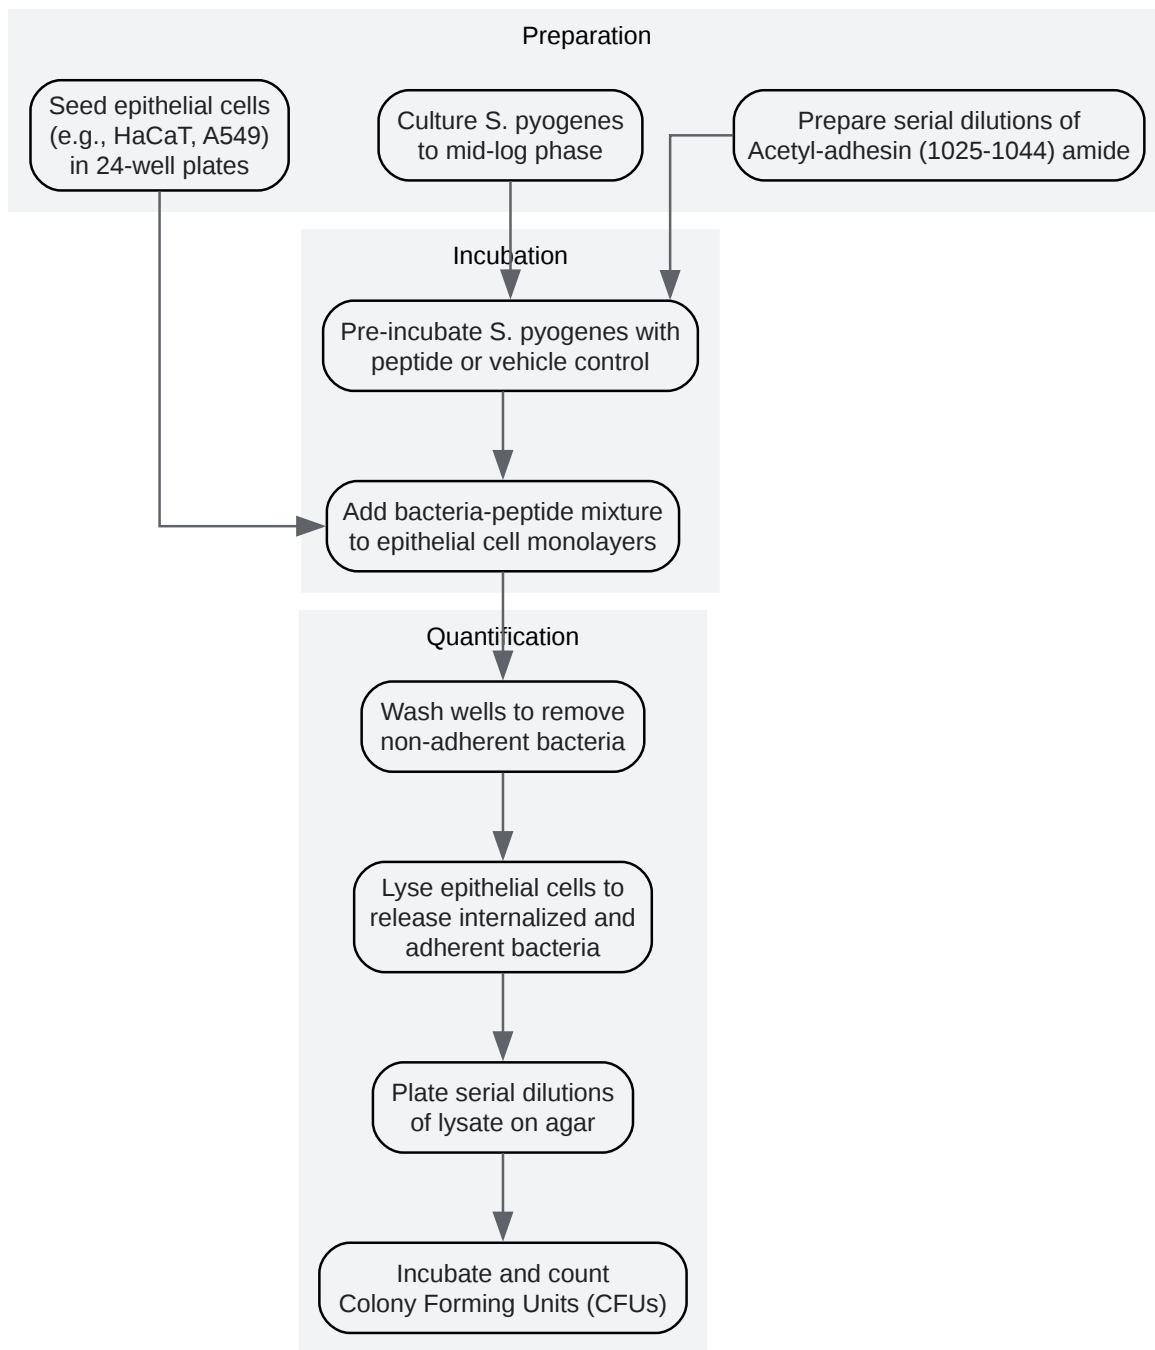 Preparation
Seed epithelial cells
(e.g., HaCaT, A549)
in 24-well plates
Culture S. pyogenes
to mid-log phase
Prepare serial dilutions of
Acetyl-adhesin (1025-1044) amide
Incubation
Pre-incubate S. pyogenes with
peptide or vehicle control
Add bacteria-peptide mixture
to epithelial cell monolayers
Quantification
Wash wells to remove
non-adherent bacteria
Lyse epithelial cells to
release internalized and
adherent bacteria
Plate serial dilutions
of lysate on agar
Incubate and count
Colony Forming Units (CFUs)